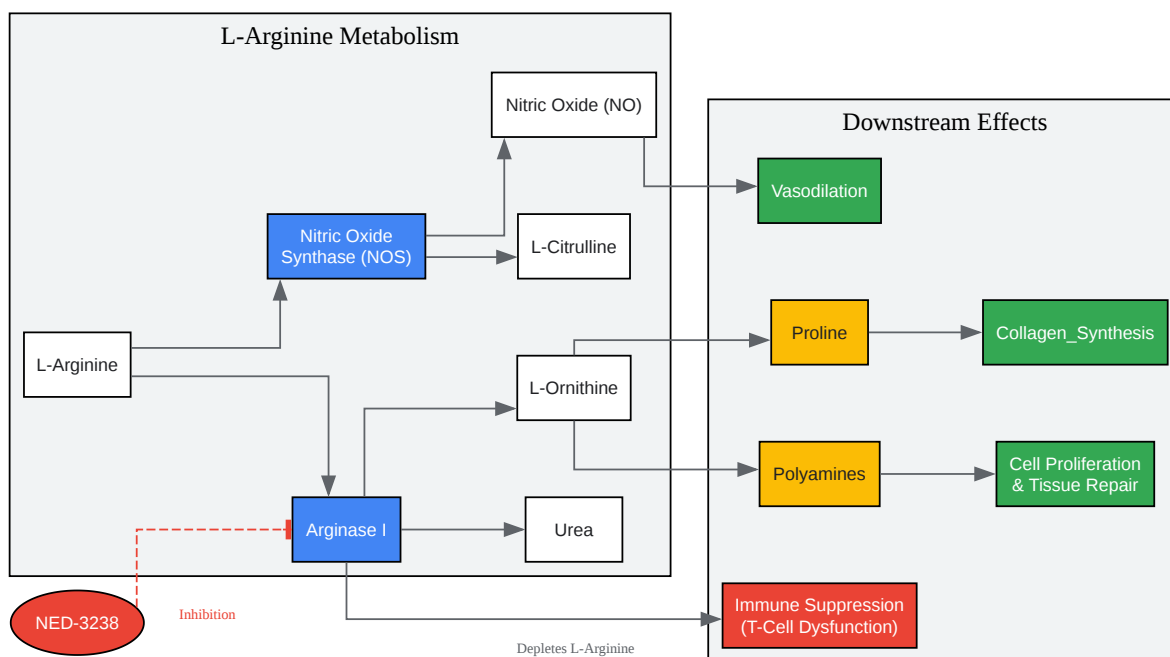 L-Arginine Metabolism
Nitric Oxide (NO)
Downstream Effects
Vasodilation
Nitric Oxide
Synthase (NOS)
L-Citrulline
L-Arginine
L-Ornithine
Proline
Collagen_Synthesis
Polyamines
Cell Proliferation
& Tissue Repair
Arginase I
Urea
NED-3238
Inhibition
Immune Suppression
(T-Cell Dysfunction)
Depletes L-Arginine